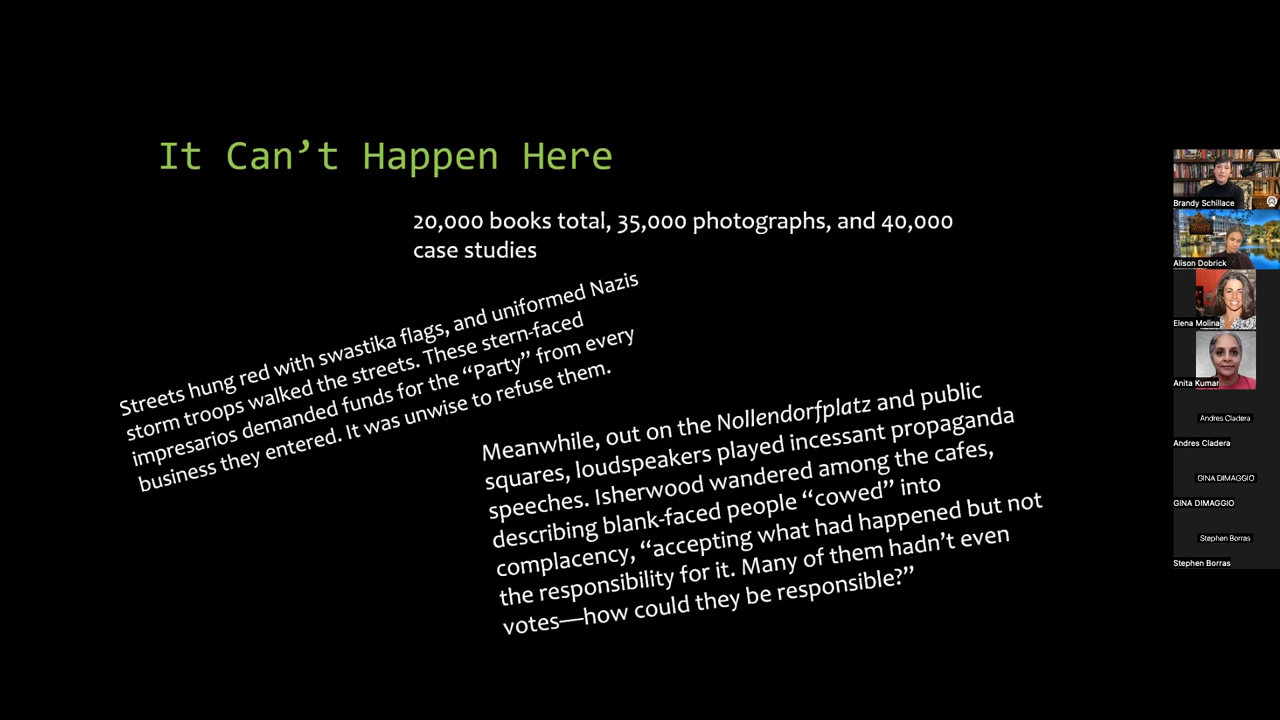 It Can’t Happen Here
20,000 books total, 35,000 photographs, and 40,000
case studies
Streets hung red with swastika flags, and uniformed Nazis
storm troops walked the streets. These stern-faced
impresarios demanded funds for the “Party” from every
business they entered. It was unwise to refuse them.
Meanwhile, out on the Nollendorfplatz and public
squares, loudspeakers played incessant propaganda
speeches. Isherwood wandered among the cafes,
describing blank-faced people “cowed” into
complacency, “accepting what had happened but not
the responsibility for it. Many of them hadn’t even
votes—how could they be responsible?”
Brandy Schillace
Alison Dobrick
Elena Molina
Anita Kumar
Andres Cladera
Andres Cladera
GINA DIMAGGIO
GINA DIMAGGIO
Stephen Borras
Stephen Borras